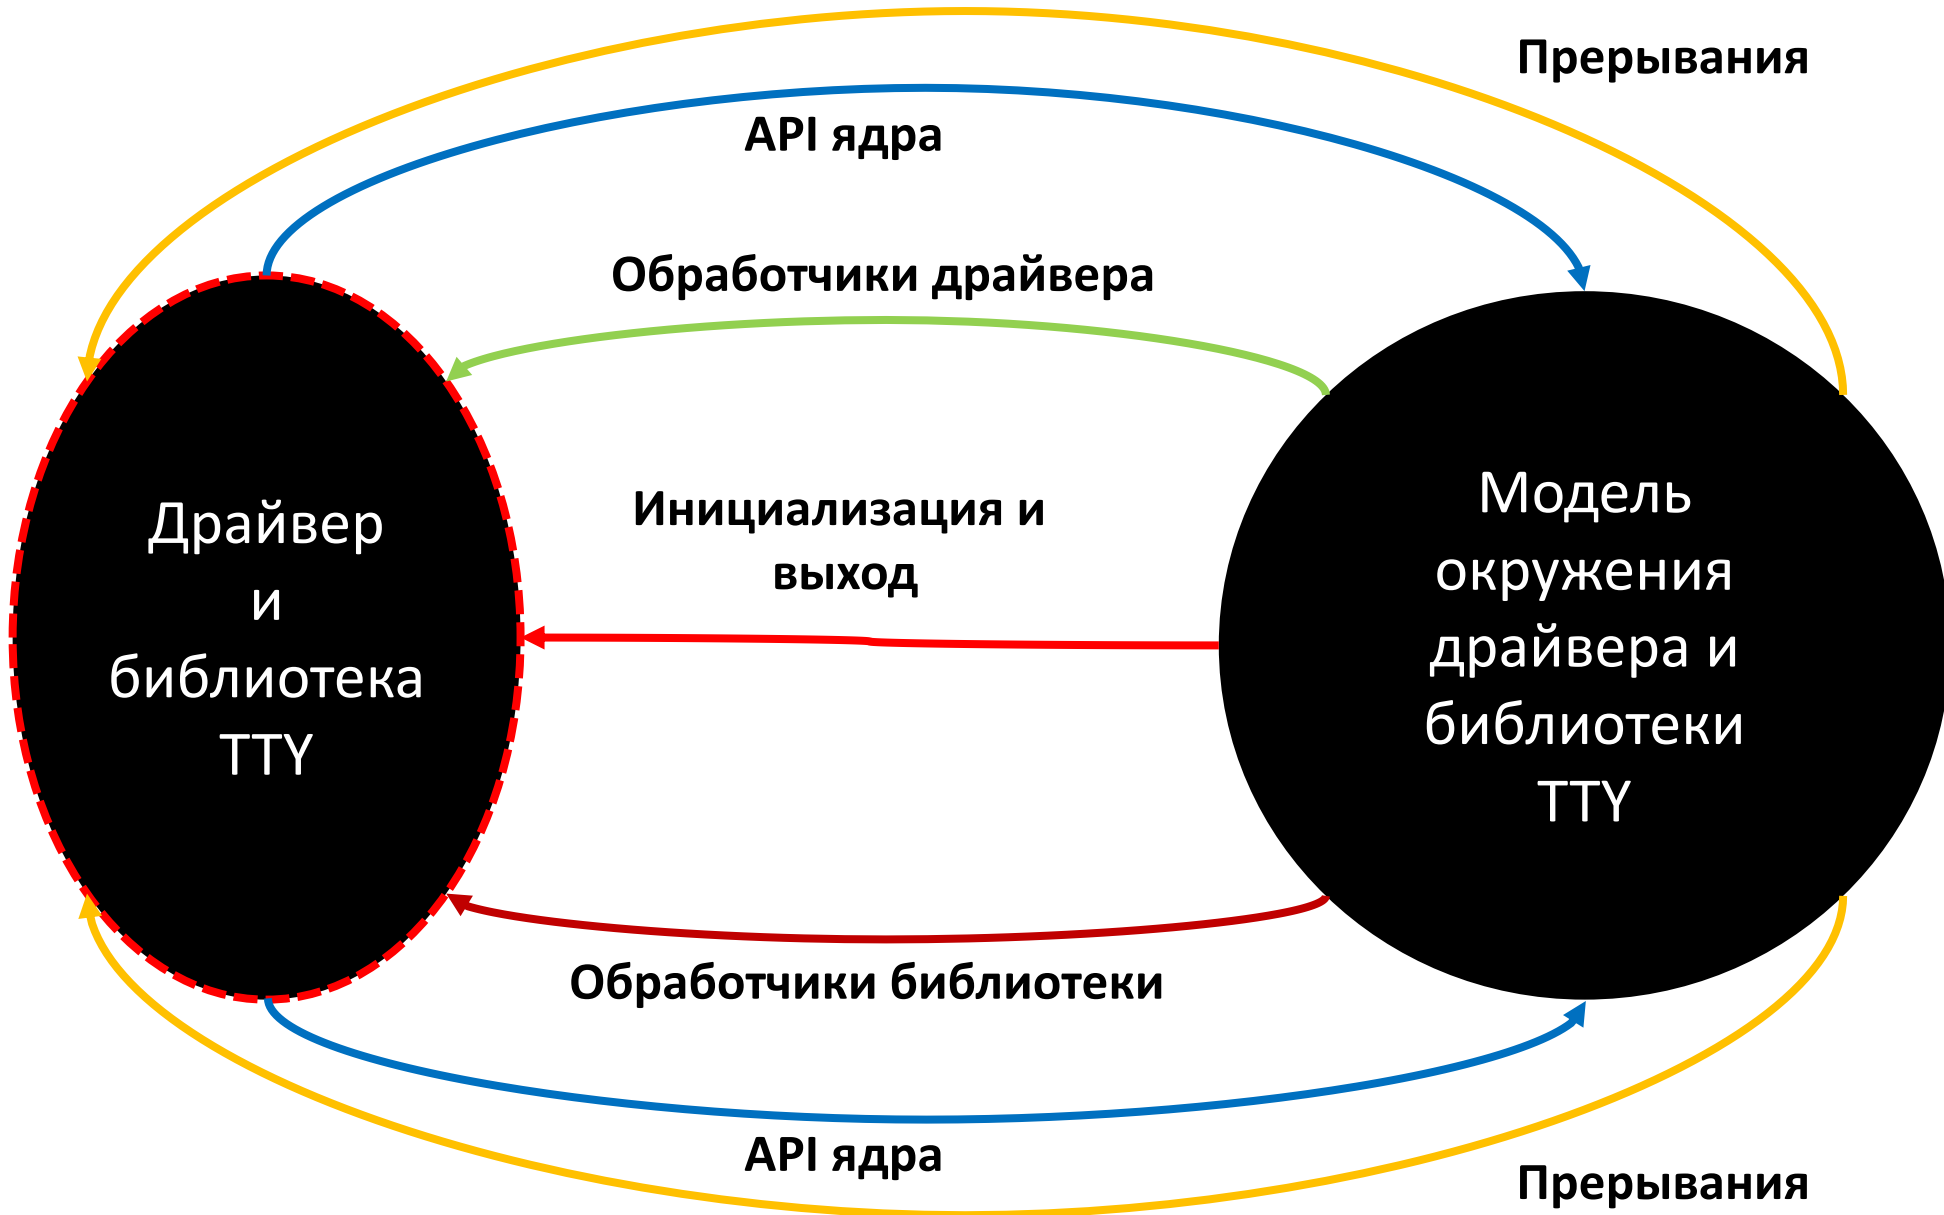 Прерывания
API ядра
Обработчики драйвера
Инициализация и
выход
Драйвер
и
библиотека
TTY
Модель
окружения
драйвера и
библиотеки
TTY
Обработчики библиотеки
API ядра
Прерывания